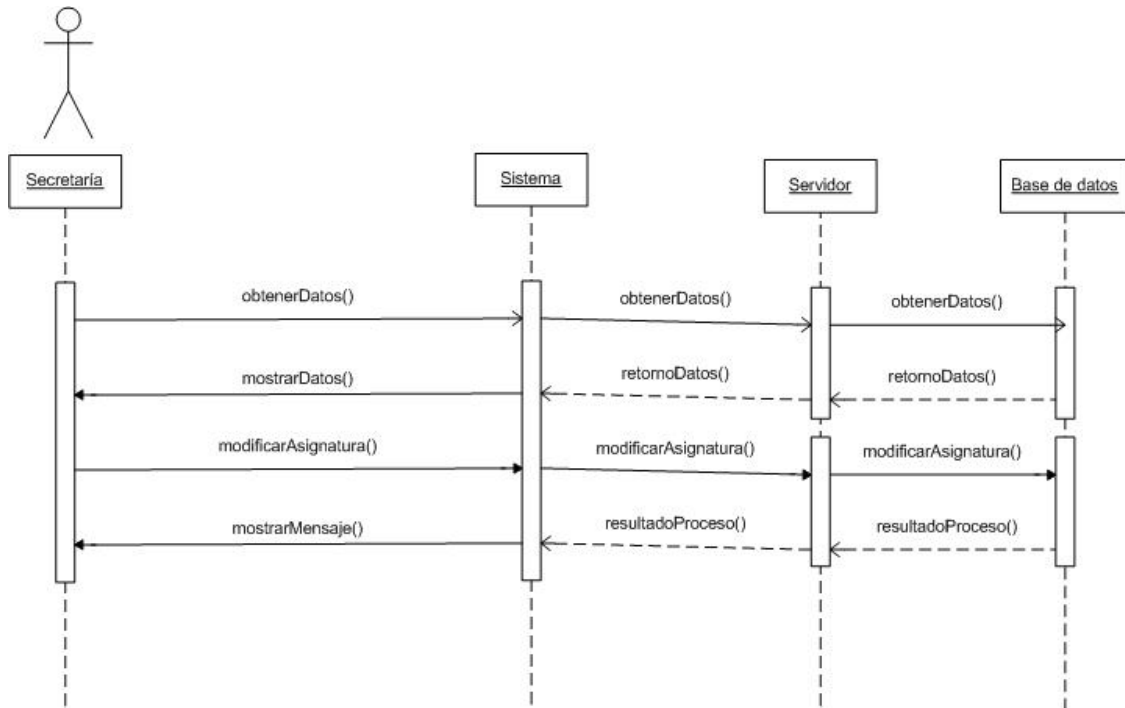 Secretaría
Sistema
Servidor
Base de datos
obtenerDatos()
obtenerDatos()
obtenerDatos()
mostrarDatos()
retornoDatos()
retornoDatos()
modificarAsignatura()
modificarAsignatura()
modificarAsignatura()
mostrarMensaje()
resultadoProceso()
resultadoProceso()